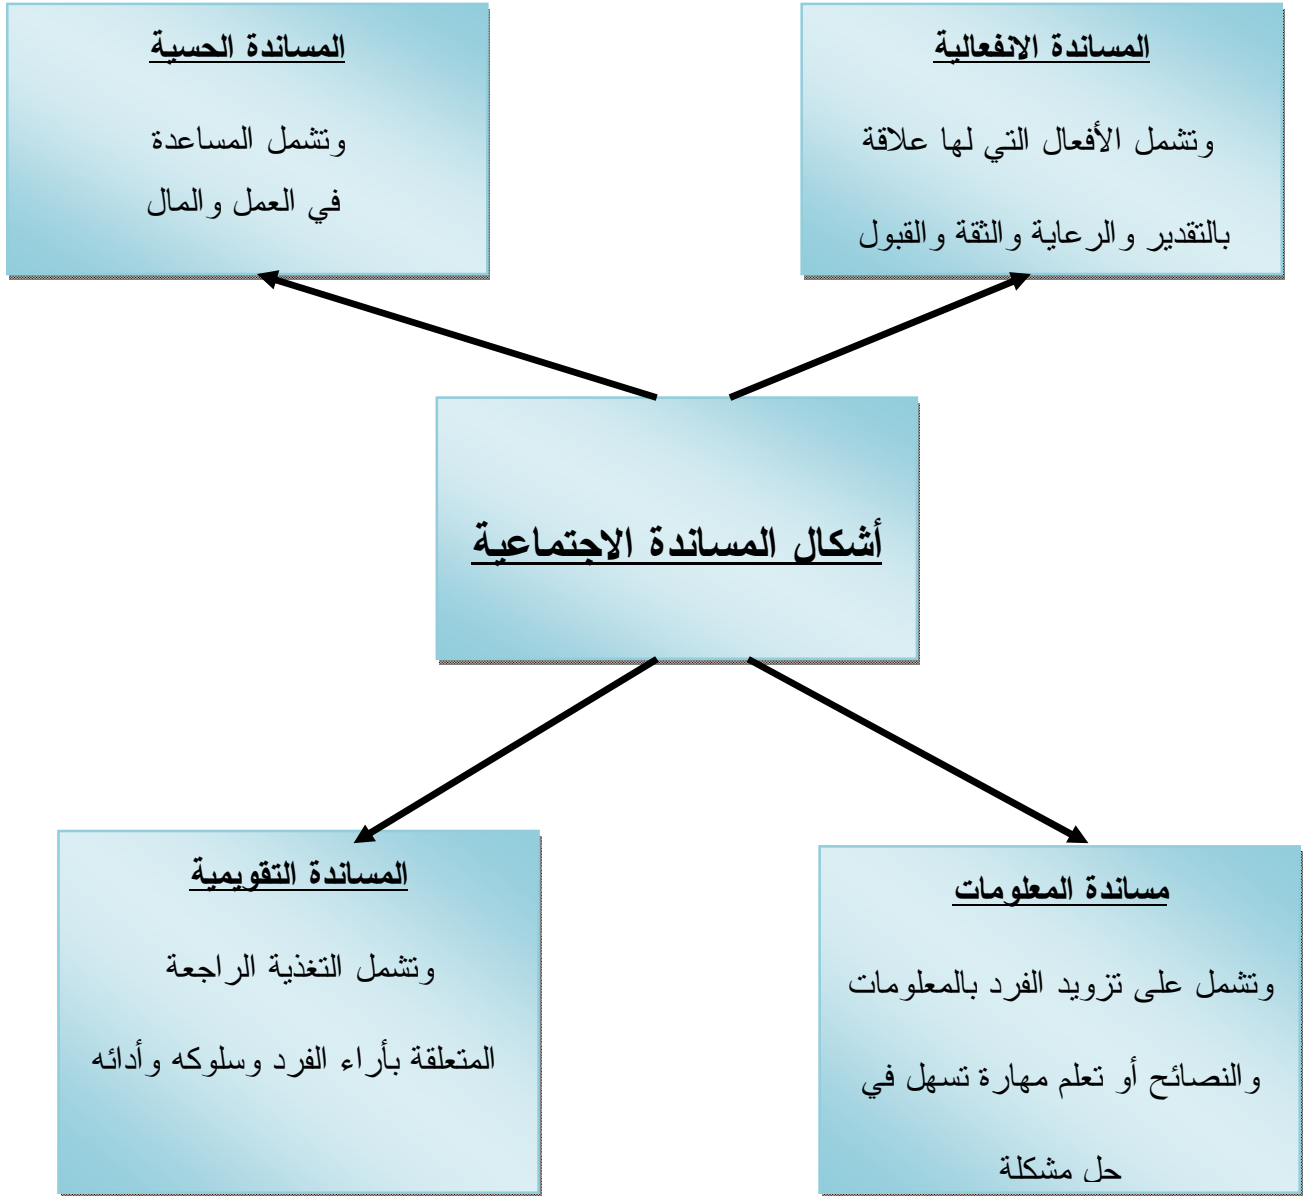 المساندة الانفعالية
وتشمل الأفعال التي لها علاقة
بالتقدير والرعاية والثقة والقبول
المساندة الحسية
وتشمل المساعدة
في العمل والمال
أشكال المساندة الاجتماعية
مساندة المعلومات
وتشمل على تزويد الفرد بالمعلومات
والنصائح أو تعلم مهارة تسهل في
حل مشكلة
المساندة التقويمية
وتشمل التغذية الراجعة
المتعلقة بأراء الفرد وسلوكه وأدائه